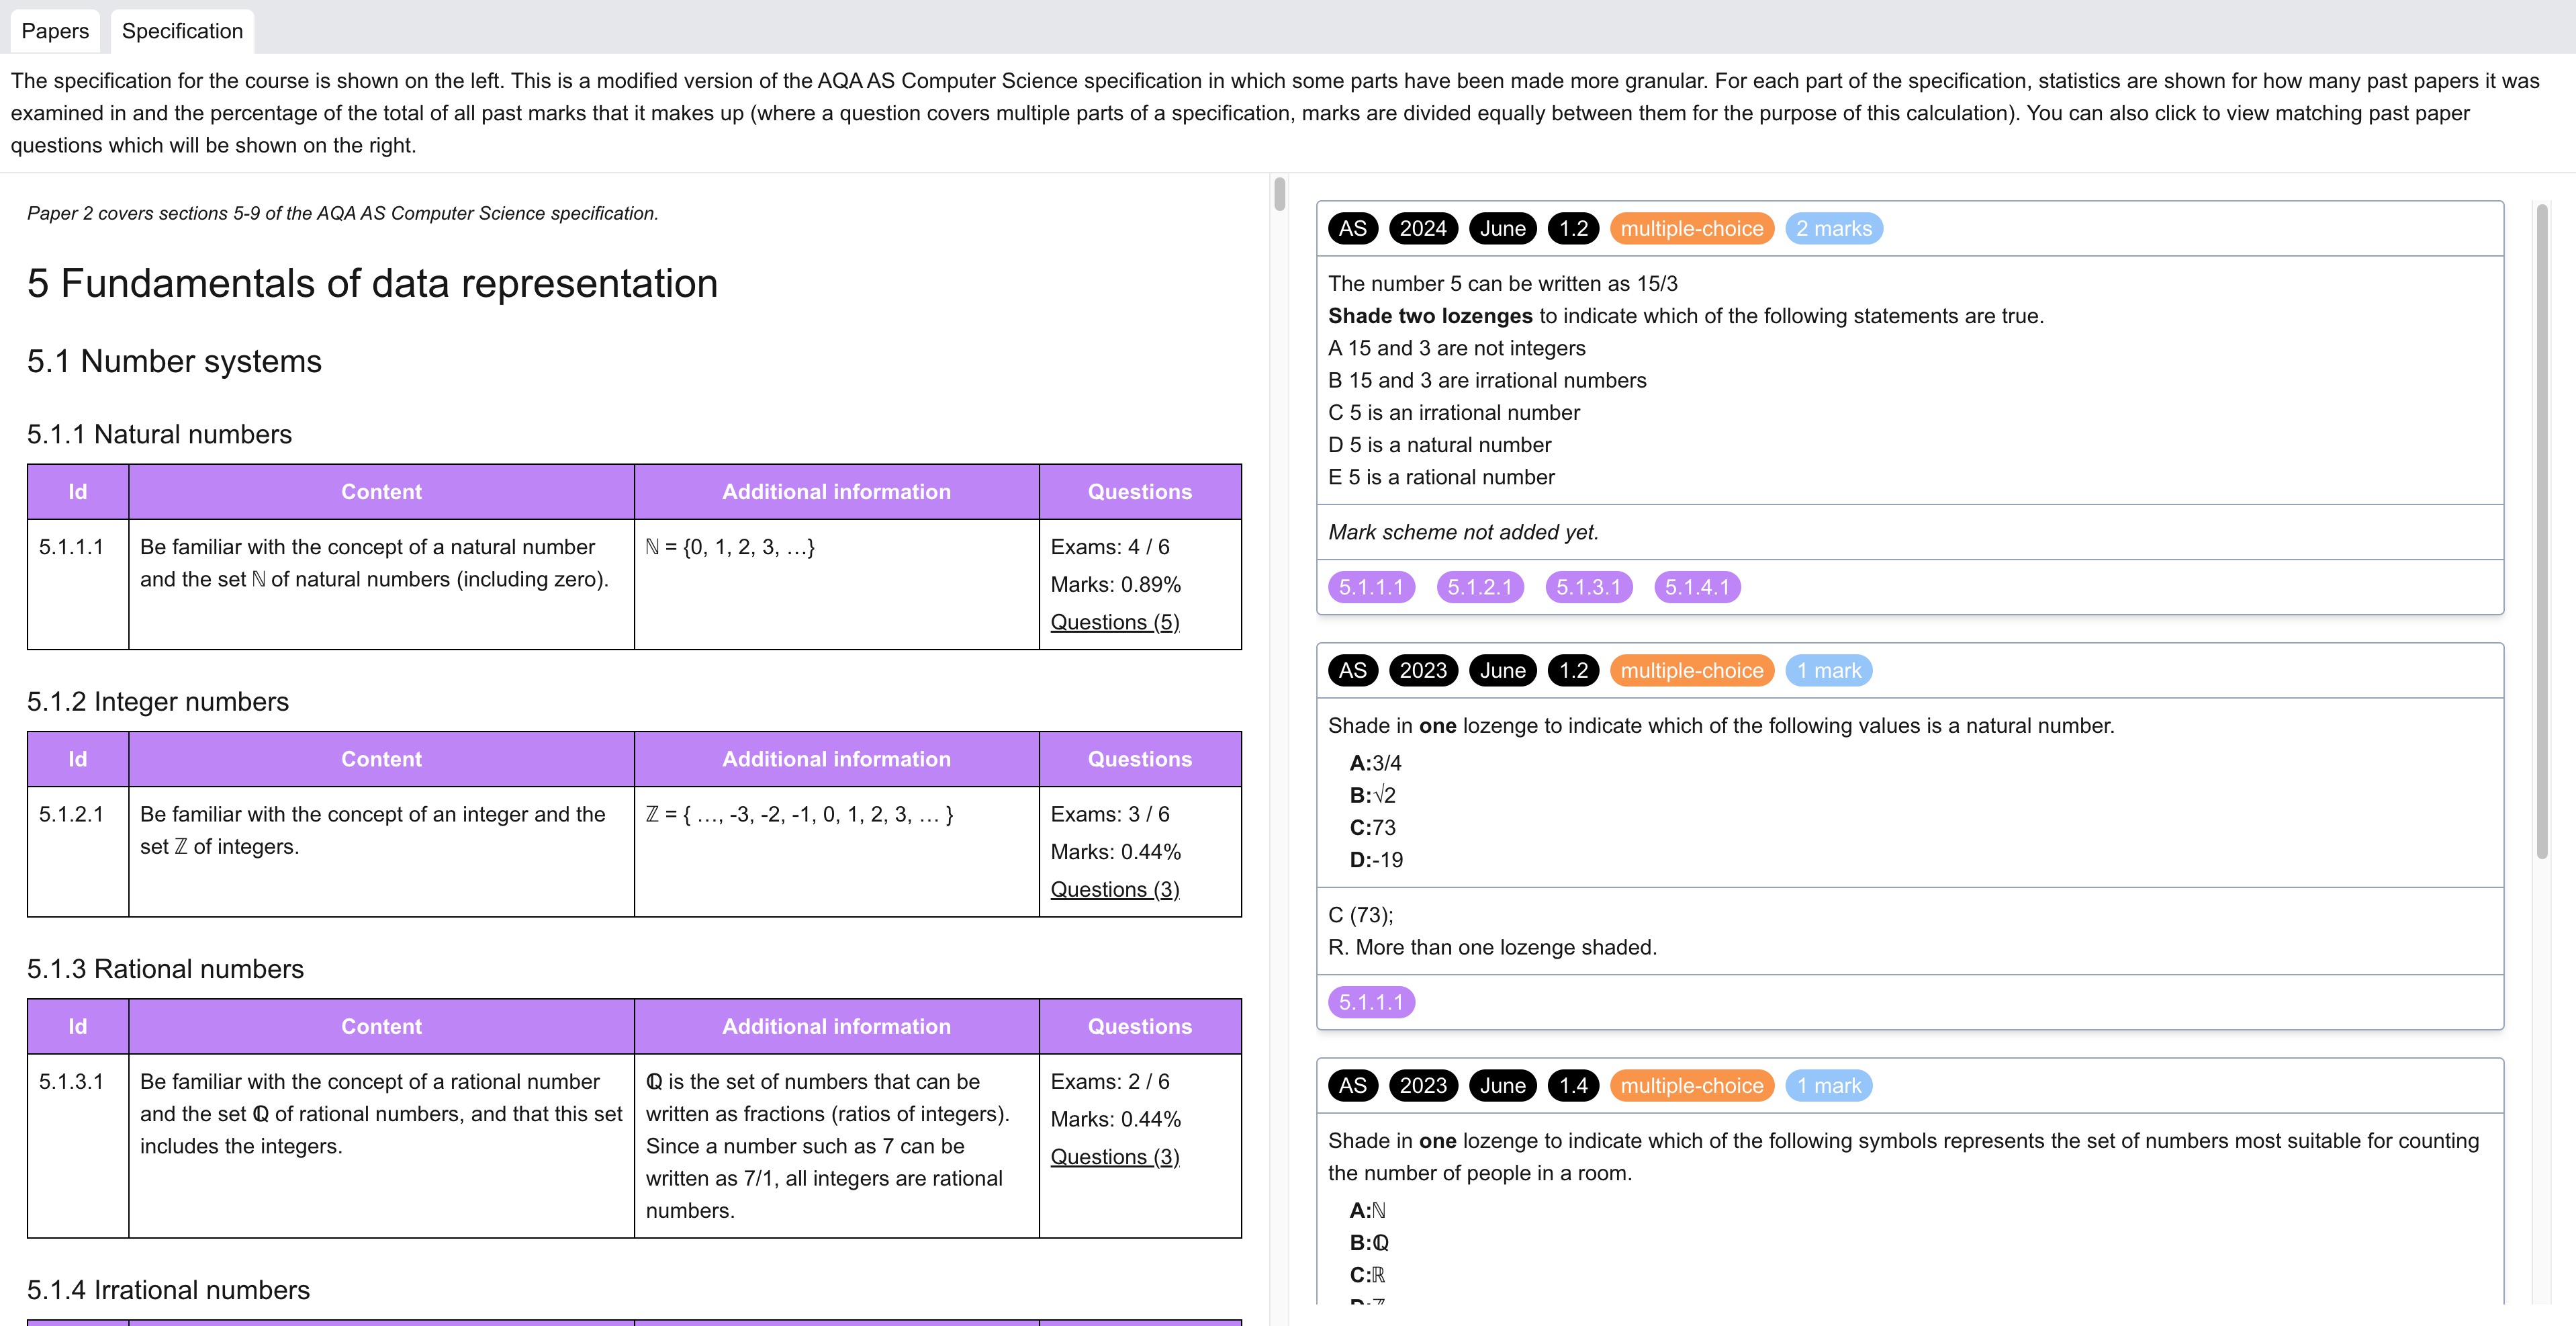 Papers
Specification
The specification for the course is shown on the left. This is a modified version of the AQA AS Computer Science specification in which some parts have been made more granular. For each part of the specification, statistics are shown for how many past papers it was
examined in and the percentage of the total of all past marks that it makes up (where a question covers multiple parts of a specification, marks are divided equally between them for the purpose of this calculation). You can also click to view matching past paper
questions which will be shown on the right.
Paper 2 covers sections 5-9 of the AQA AS Computer Science specification.
5 Fundamentals of data representation
5.1 Number systems
5.1.1 Natural numbers
Id Content Additional information Questions
5.1.1.1 Be familiar with the concept of a natural number
and the set ℕ of natural numbers (including zero).
ℕ = {0, 1, 2, 3, …}
Exams: 4 / 6
Marks: 0.89%
Questions (5)
5.1.2 Integer numbers
Id Content Additional information Questions
5.1.2.1 Be familiar with the concept of an integer and the
set ℤ of integers.
ℤ = { …, -3, -2, -1, 0, 1, 2, 3, … }
Exams: 3 / 6
Marks: 0.44%
Questions (3)
5.1.3 Rational numbers
Id Content Additional information Questions
5.1.3.1 Be familiar with the concept of a rational number
and the set ℚ of rational numbers, and that this set
includes the integers.
ℚ is the set of numbers that can be
written as fractions (ratios of integers).
Since a number such as 7 can be
written as 7/1, all integers are rational
numbers.
Exams: 2 / 6
Marks: 0.44%
Questions (3)
5.1.4 Irrational numbers
AS 2024 June 1.2 multiple-choice 2 marks
The number 5 can be written as 15/3
Shade two lozenges to indicate which of the following statements are true.
A 15 and 3 are not integers
B 15 and 3 are irrational numbers
C 5 is an irrational number
D 5 is a natural number
E 5 is a rational number
Mark scheme not added yet.
5.1.1.1 5.1.2.1 5.1.3.1 5.1.4.1
AS 2023 June 1.2 multiple-choice 1 mark
Shade in one lozenge to indicate which of the following values is a natural number.
A:3/4
B:√2
C:73
D:-19
C (73);
R. More than one lozenge shaded.
5.1.1.1
AS 2023 June 1.4 multiple-choice 1 mark
Shade in one lozenge to indicate which of the following symbols represents the set of numbers most suitable for counting
the number of people in a room.
A:ℕ
B:ℚ
C:ℝ